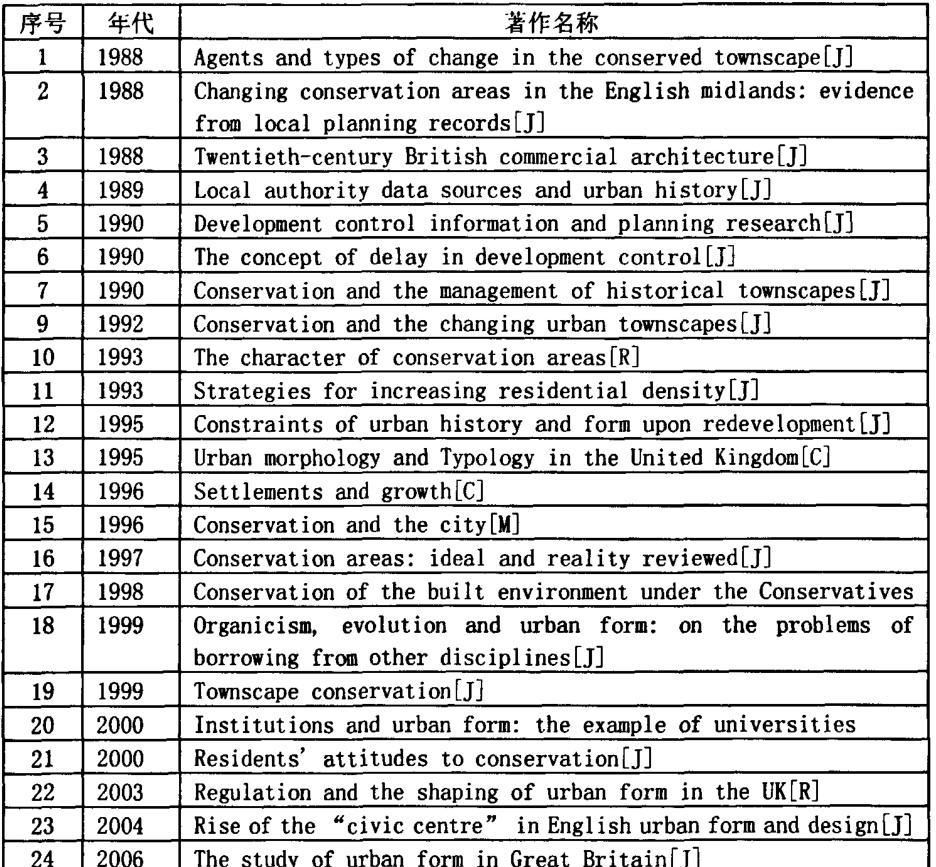 序号 年代 著作名称
1 1988 Agents and types of change in the conserved townscape[J]
2 1988 Changing conservation areas in the English midlands: evidence
from local planning records[J]
3 1988 Twentieth-century British commercial architecture[J]
4 1989 Local authority data sources and urban history[J]
5 1990 Development control information and planning research[J]
6 1990 The concept of delay in development control[J]
7 1990 Conservation and the management of historical townscapes[J]
9 1992 Conservation and the changing urban townscapes[J]
10 1993 The character of conservation areas[R]
11 1993 Strategies for increasing residential density[J]
12 1995 Constraints of urban history and form upon redevelopment[J]
13 1995 Urban morphology and Typology in the United Kingdom[C]
14 1996 Settlements and growth[C]
15 1996 Conservation and the city[M]
16 1997 Conservation areas: ideal and reality reviewed[J]
17 1998 Conservation of the built environment under the Conservatives
18 1999 Organicism, evolution and urban form: on the problems of
borrowing from other disciplines[J]
19 1999 Townscape conservation[J]
20 2000 Institutions and urban form: the example of universities
21 2000 Residents' attitudes to conservation[J]
22 2003 Regulation and the shaping of urban form in the UK[R]
23 2004 Rise of the “civic centre” in English urban form and design[J]
24 2006 The study of urban form in Great Britain[J]